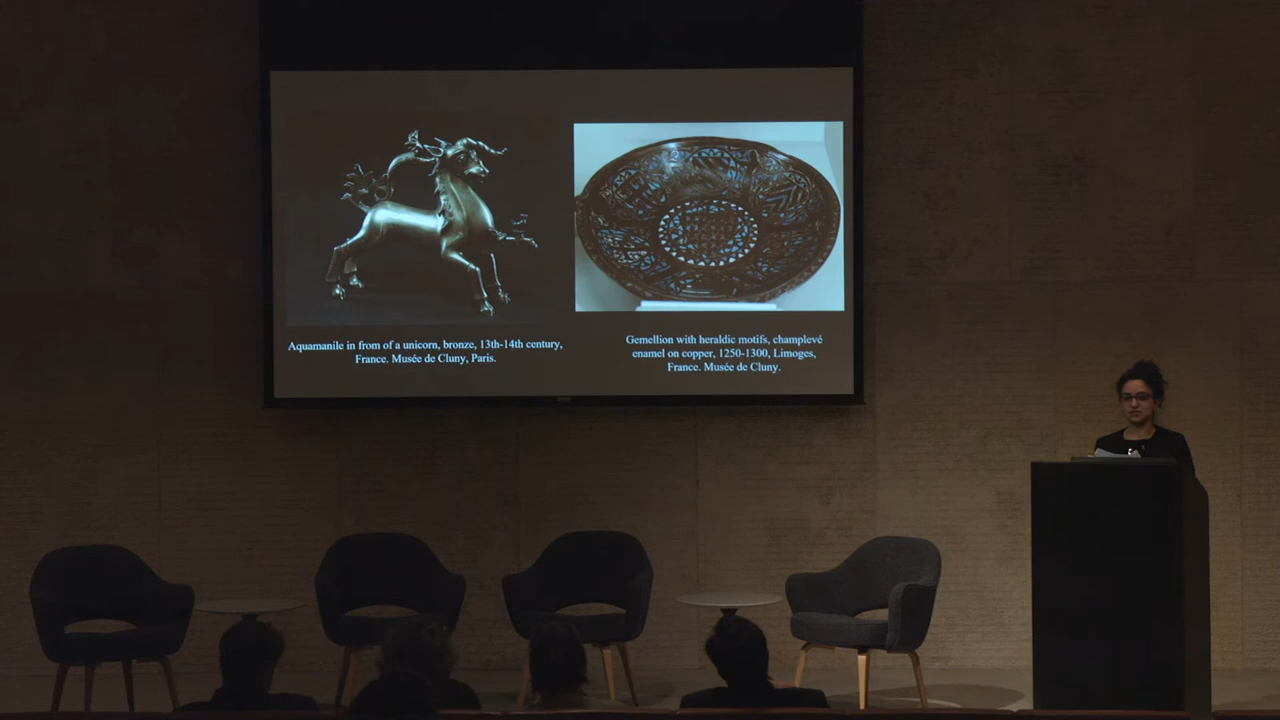 Aquamanile in from of a unicorn, bronze, 13th-14th century,
France. Musée de Cluny, Paris.
Gemellion with heraldic motifs, champlevé
enamel on copper, 1250-1300, Limoges,
France. Musée de Cluny.